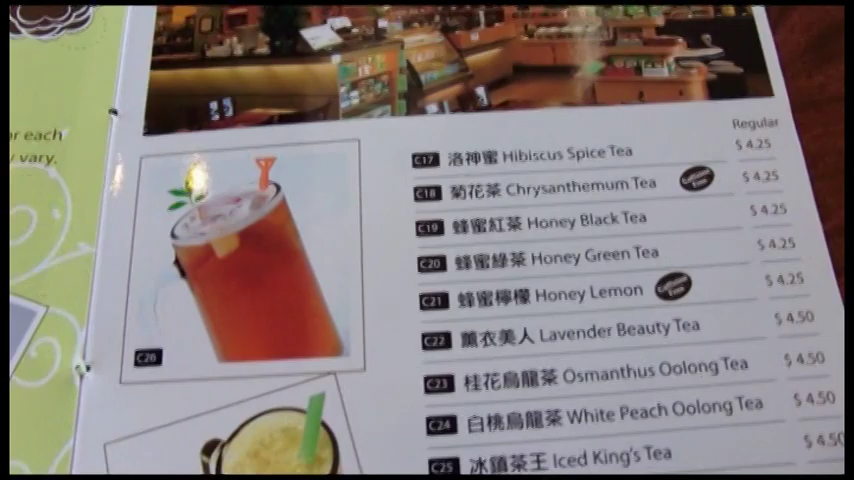 r each
vary.
Regular
C17 洛神蜜 Hibiscus Spice Tea $ 4.25
C18 菊花茶 Chrysanthemum Tea Caffeine Free $ 4.25
C19 蜂蜜紅茶 Honey Black Tea $ 4.25
C20 蜂蜜綠茶 Honey Green Tea $ 4.25
C21 蜂蜜檸檬 Honey Lemon Caffeine Free $ 4.25
C22 薰衣美人 Lavender Beauty Tea $ 4.50
C23 桂花烏龍茶 Osmanthus Oolong Tea $ 4.50
C24 白桃烏龍茶 White Peach Oolong Tea $ 4.50
C25 冰鎮茶王 Iced King's Tea $ 4.50
C26